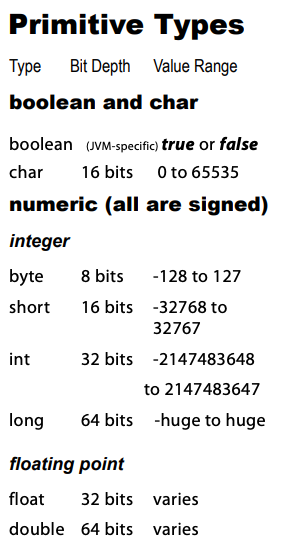 Primitive Types
Type Bit Depth Value Range
boolean and char
boolean (JVM-specific) true or false
char 16 bits 0 to 65535
numeric (all are signed)
integer
byte 8 bits -128 to 127
short 16 bits -32768 to
32767
int 32 bits -2147483648
to 2147483647
long 64 bits -huge to huge
floating point
float 32 bits varies
double 64 bits varies